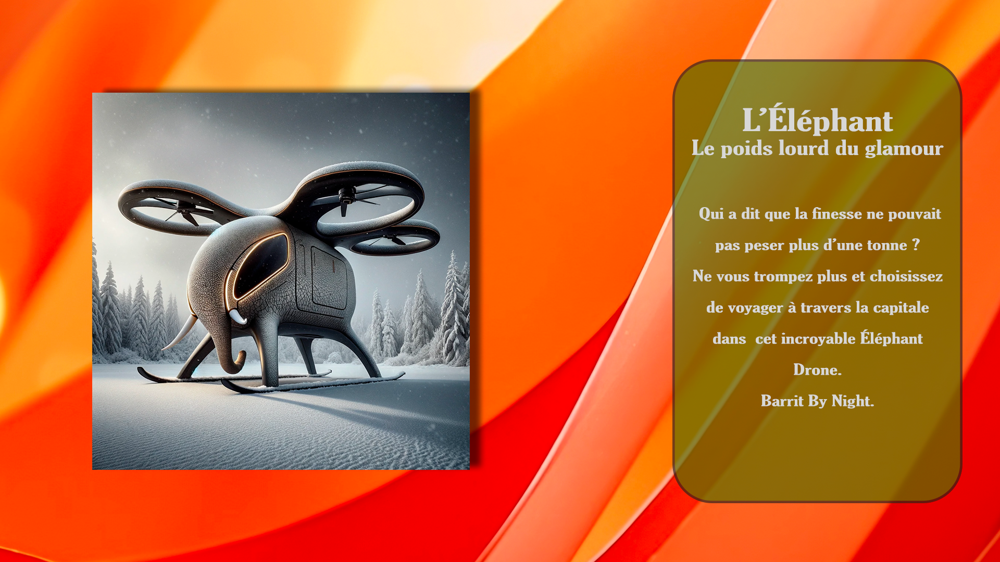 L’Éléphant
Le poids lourd du glamour
Qui a dit que la finesse ne pouvait
pas peser plus d’une tonne ?
Ne vous trompez plus et choisissez
de voyager à travers la capitale
dans  cet incroyable Éléphant
Drone.
Barrit By Night.